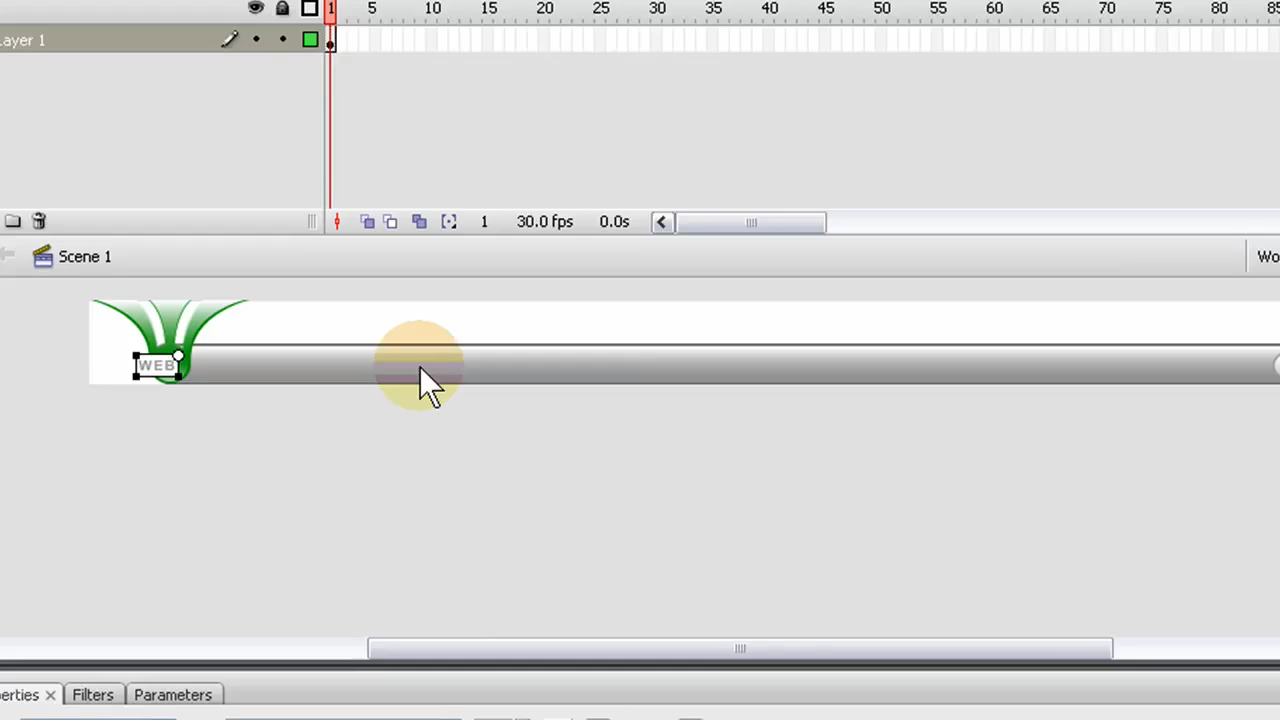 1 5 10 15 20 25 30 35 40 45 50 55 60 65 70 75 80 85
ayer 1
1 30.0 fps 0.0s
Scene 1
Wo
WEB
erties Filters Parameters